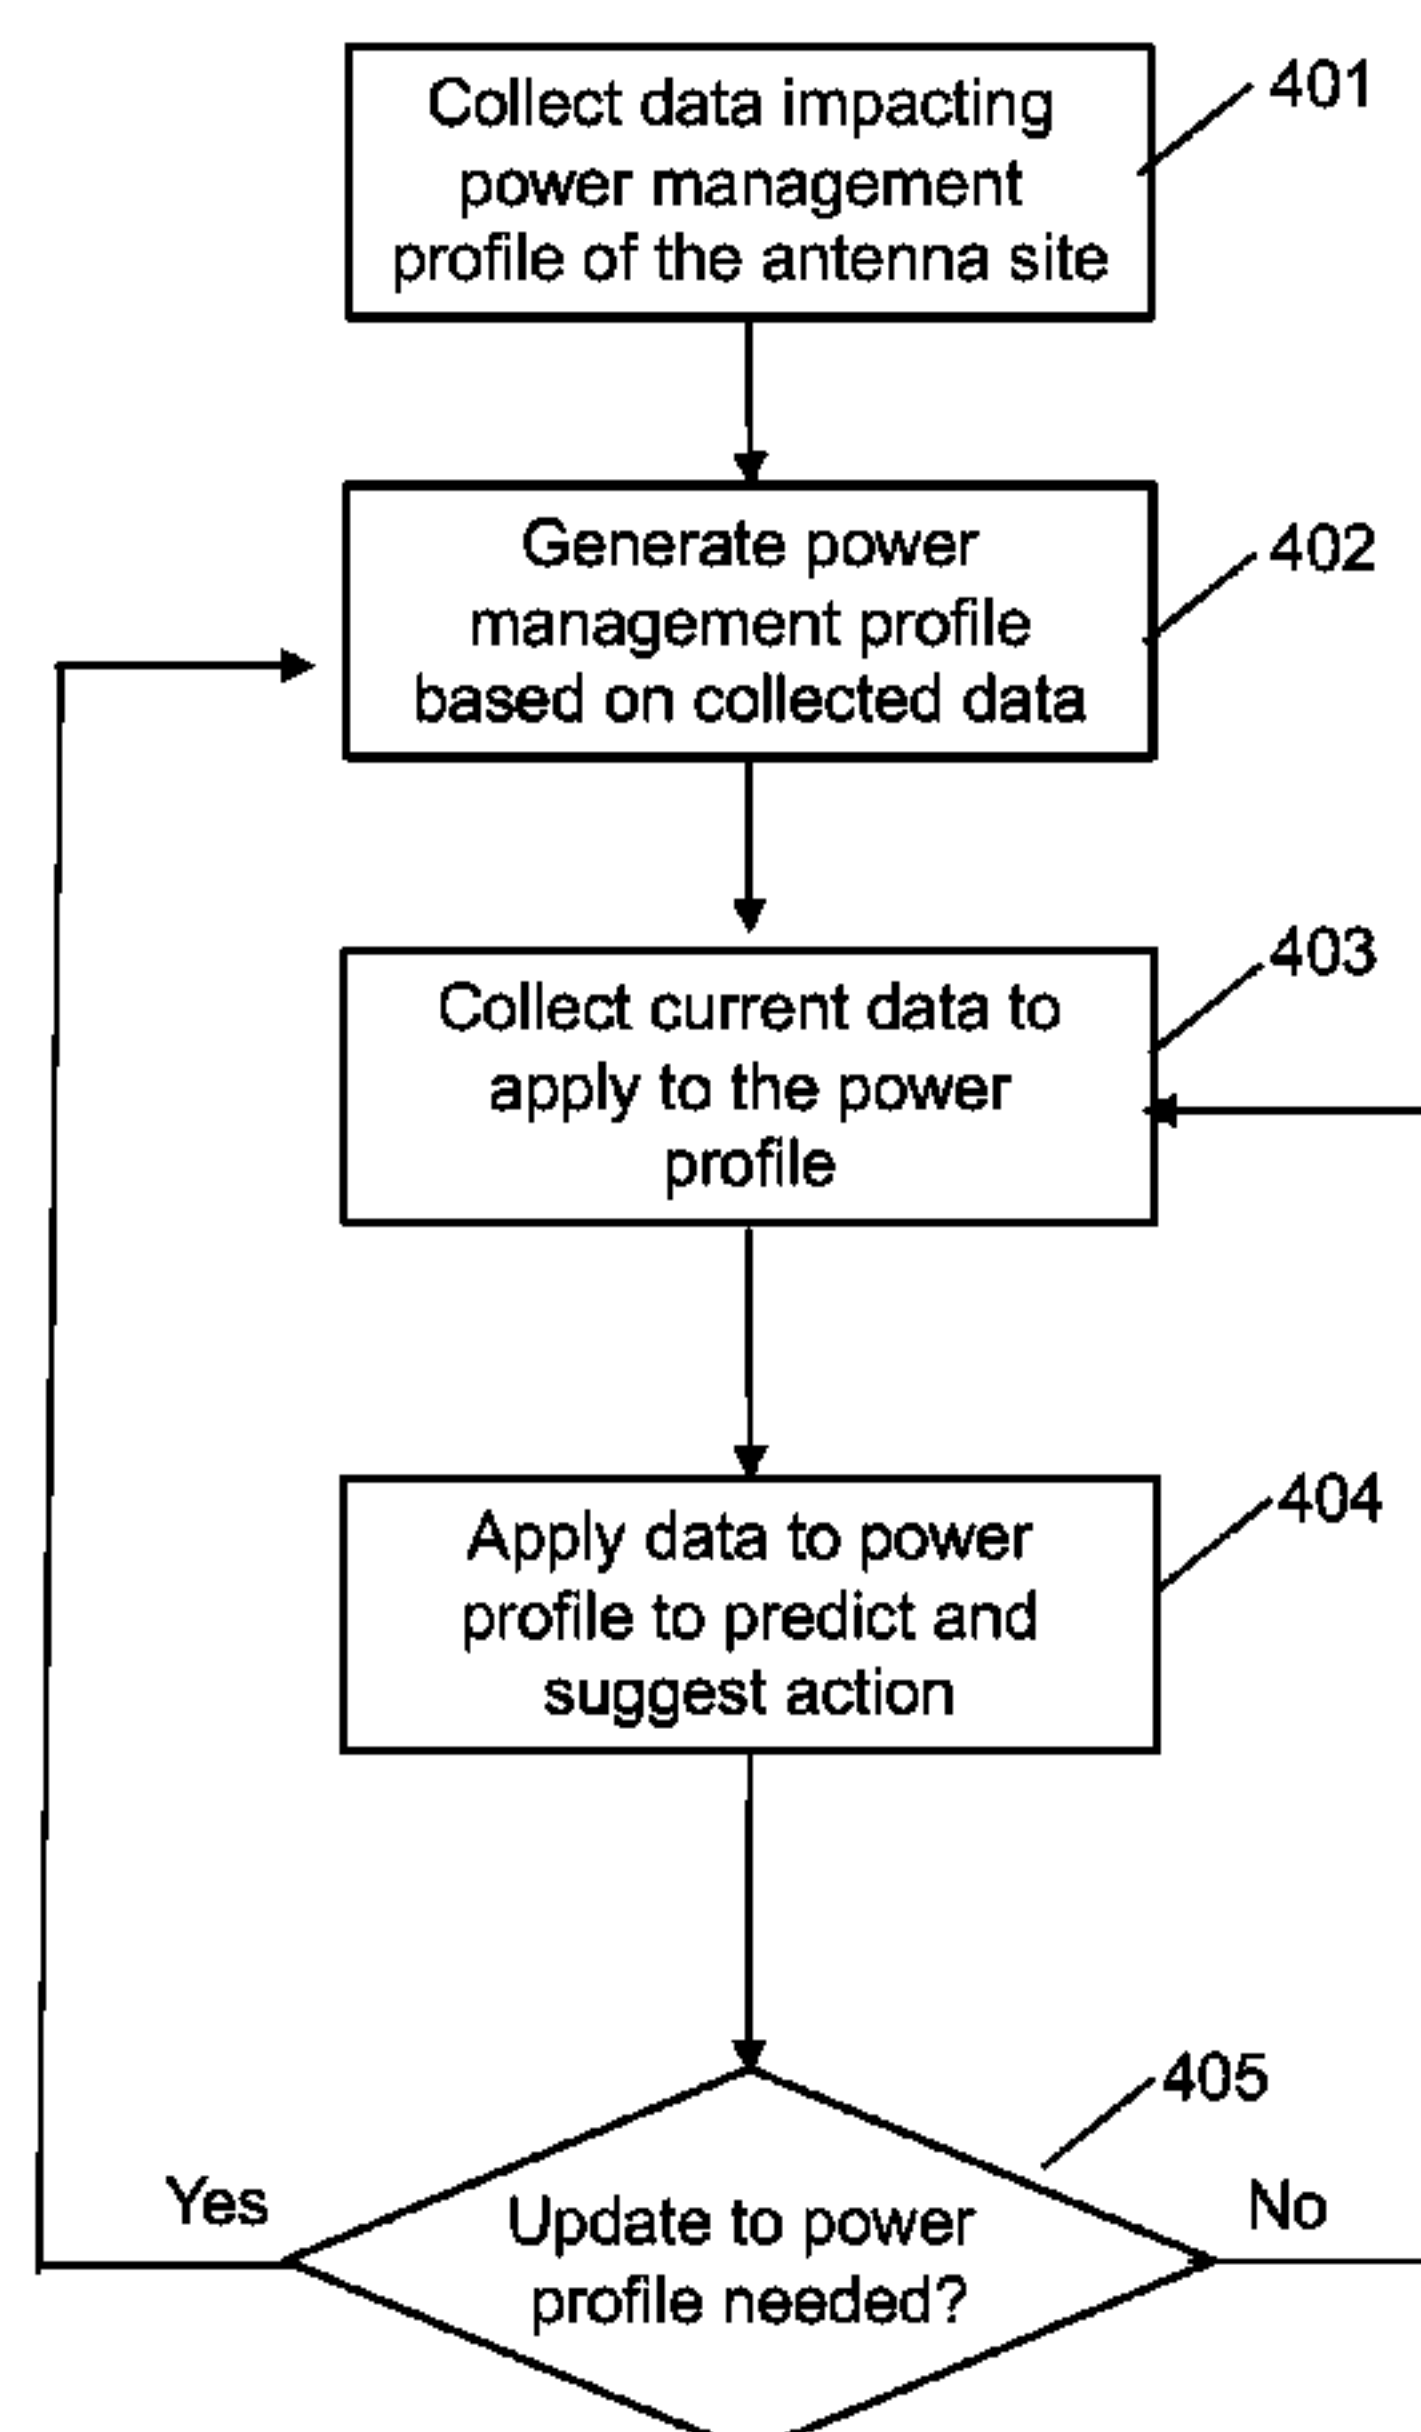 Collect data impacting
power management
profile of the antenna site
401
Generate power
management profile
based on collected data
402
Collect current data to
apply to the power
profile
403
Apply data to power
profile to predict and
suggest action
404
405
Yes
Update to power
profile needed?
No